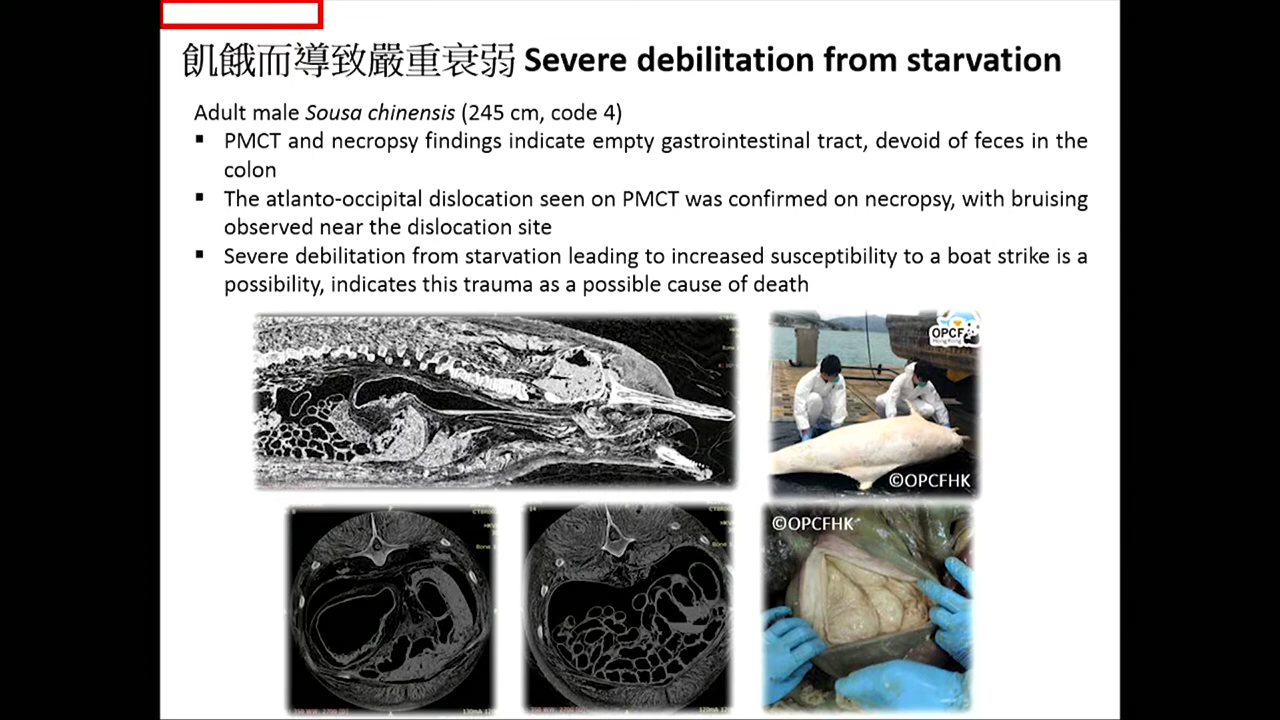 飢餓而導致嚴重衰弱 Severe debilitation from starvation
Adult male Sousa chinensis (245 cm, code 4)
▪ PMCT and necropsy findings indicate empty gastrointestinal tract, devoid of feces in the
colon
▪ The atlanto-occipital dislocation seen on PMCT was confirmed on necropsy, with bruising
observed near the dislocation site
▪ Severe debilitation from starvation leading to increased susceptibility to a boat strike is a
possibility, indicates this trauma as a possible cause of death
OPCF
Hong Kong
©OPCFHK
©OPCFHK